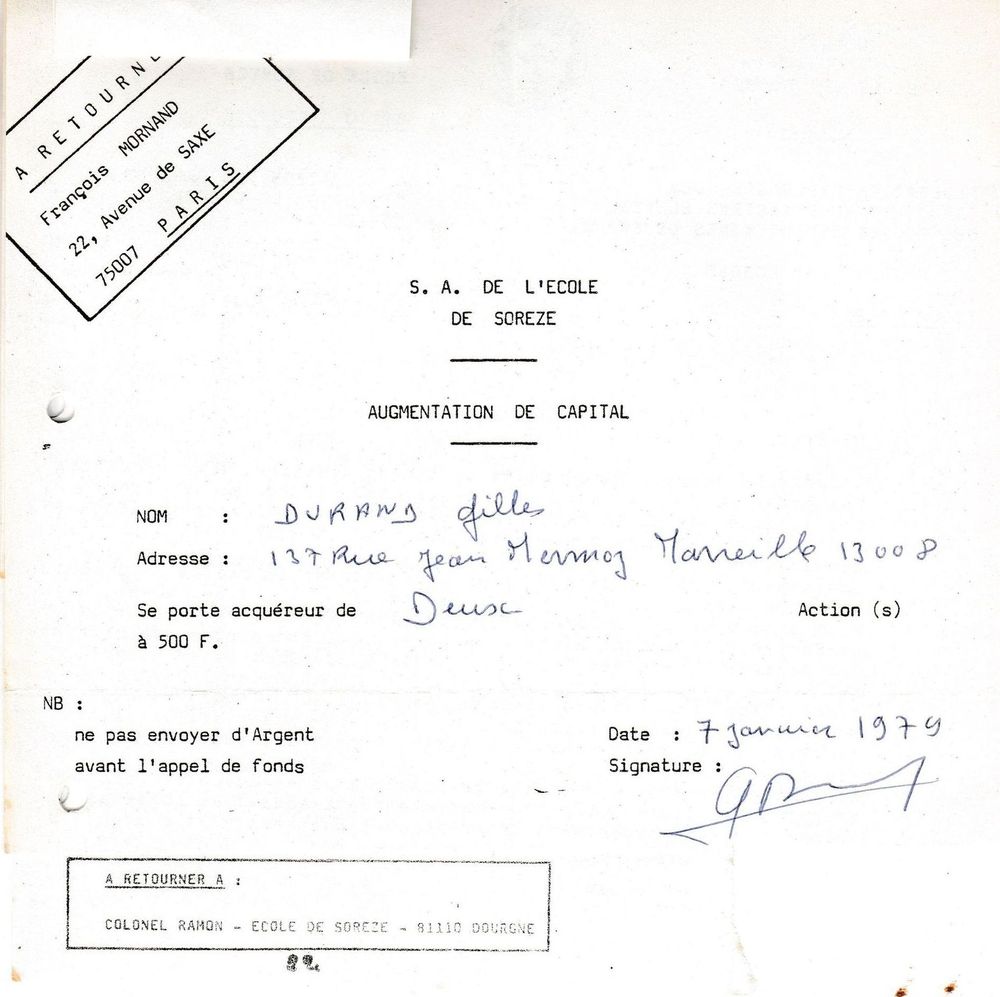 A RETOURNE
François MORNAND
22, Avenue de SAXE
75007 PARIS
S. A. DE L'ECOLE
DE SOREZE
AUGMENTATION DE CAPITAL
NOM : DURAND Gilles
Adresse : 137 Rue Jean Mermoz Marseille 13008
Se porte acquéreur de Deux Action (s)
à 500 F.
NB :
ne pas envoyer d'Argent
avant l'appel de fonds
Date : 7 janvier 1979
Signature :
A RETOURNER A :
COLONEL RAMON - ECOLE DE SOREZE - 81110 DOURGNE